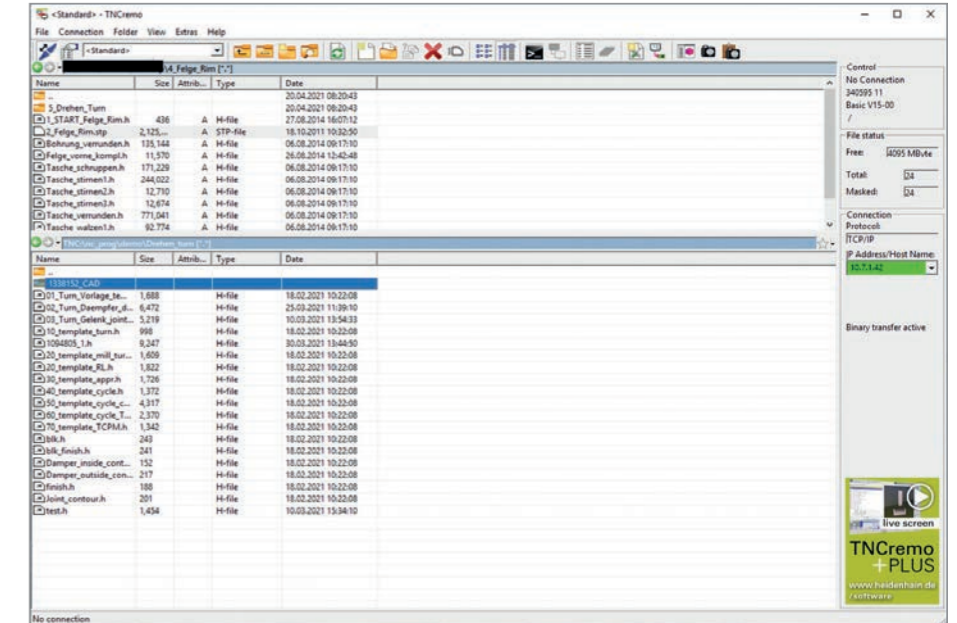 <Standard> - TNCremo
File Connection Folder View Extras Help
<Standard>
\4_Felge_Rim [*.*]
Name Size Attrib... Type Date
.. 20.04.2021 08:20:43
5_Drehen_Turn 20.04.2021 08:20:43
1_START_Felge_Rim.h 436 A H-file 27.08.2014 16:07:12
2_Felge_Rim.stp 2,125,... A STP-file 18.10.2011 10:32:50
Bohrung_verrunden.h 135,144 A H-file 06.08.2014 09:17:10
Felge_vorne_kompl.h 11,570 A H-file 26.08.2014 12:42:48
Tasche_schruppen.h 171,229 A H-file 06.08.2014 09:17:10
Tasche_stirnen1.h 244,022 A H-file 06.08.2014 09:17:10
Tasche_stirnen2.h 12,710 A H-file 06.08.2014 09:17:10
Tasche_stirnen3.h 12,674 A H-file 06.08.2014 09:17:10
Tasche_verrunden.h 771,041 A H-file 06.08.2014 09:17:10
Tasche walzen1.h 92.774 A H-file 06.08.2014 09:17:10
TNC:\nc_prog\demo\Drehen_turn [*.*]
Name Size Attrib... Type Date
..
1338152_CAD
01_Turn_Vorlage_te... 1,688 H-file 18.02.2021 10:22:08
02_Turn_Daempfer_d... 6,472 H-file 25.03.2021 11:39:10
03_Turn_Gelenk_joint... 5,219 H-file 10.03.2021 13:54:33
10_template_turn.h 998 H-file 18.02.2021 10:22:08
1094805_1.h 9,247 H-file 30.03.2021 13:44:50
20_template_mill_tur... 1,609 H-file 18.02.2021 10:22:08
20_template_RL.h 1,822 H-file 18.02.2021 10:22:08
30_template_appr.h 1,726 H-file 18.02.2021 10:22:08
40_template_cycle.h 1,372 H-file 18.02.2021 10:22:08
50_template_cycle_c... 4,317 H-file 18.02.2021 10:22:08
60_template_cycle_T... 2,370 H-file 18.02.2021 10:22:08
70_template_TCPM.h 1,342 H-file 18.02.2021 10:22:08
blk.h 243 H-file 18.02.2021 10:22:08
blk_finish.h 241 H-file 18.02.2021 10:22:08
Damper_inside_cont... 152 H-file 18.02.2021 10:22:08
Damper_outside_con... 217 H-file 18.02.2021 10:22:08
finish.h 188 H-file 18.02.2021 10:22:08
Joint_contour.h 201 H-file 18.02.2021 10:22:08
test.h 1,454 H-file 10.03.2021 15:34:10
Control
No Connection
340595 11
Basic V15-00
/
File status
Free: 4095 MByte
Total: 24
Masked: 24
Connection
Protocol:
TCP/IP
IP Address/Host Name:
10.7.1.42
Binary transfer active
live screen
TNCremo
+PLUS
www.heidenhain.de
/software
No connection